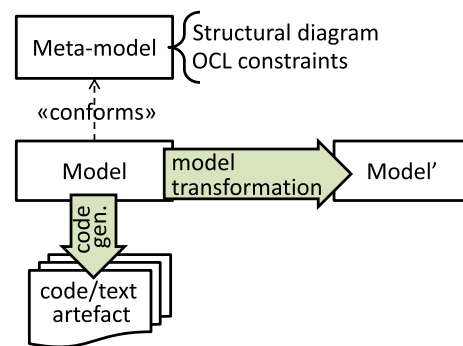 Meta-model
Structural diagram
OCL constraints
«conforms»
Model
model
transformation
Model’
code
gen.
code/text
artefact